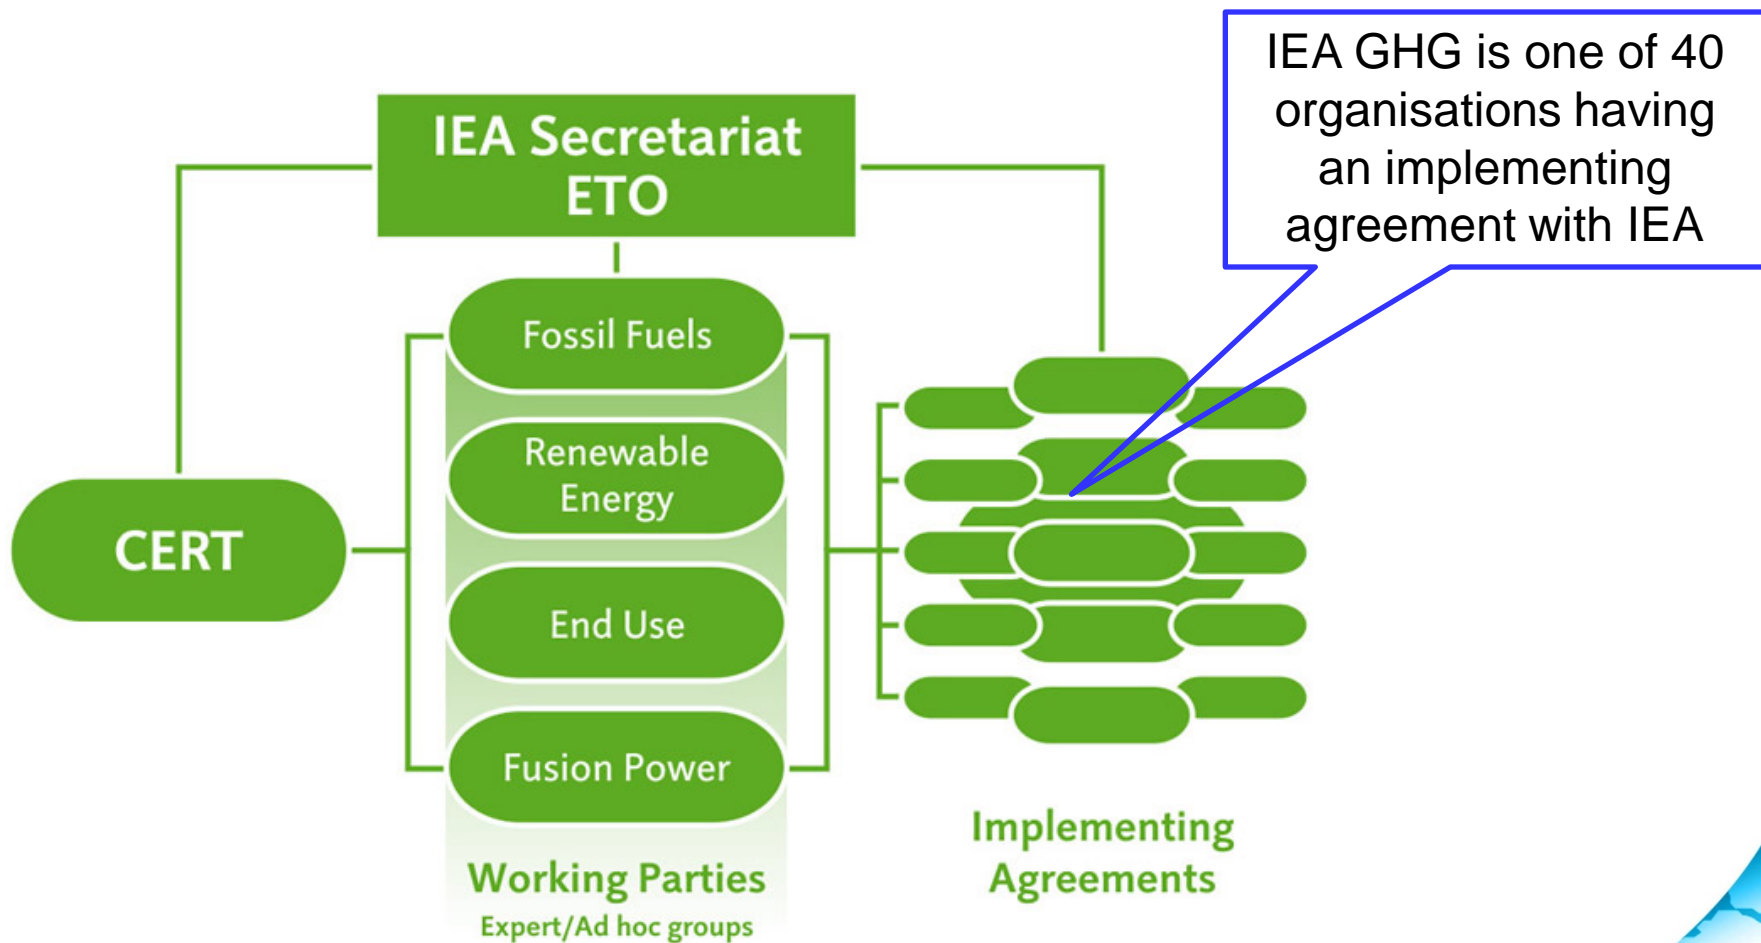 IEA GHG is one of 40
organisations having
an implementing
agreement with IEA
IEA Secretariat
ETO
Fossil Fuels
Renewable
Energy
CERT
End Use
Fusion Power
Working Parties
Expert/Ad hoc groups
Implementing
Agreements